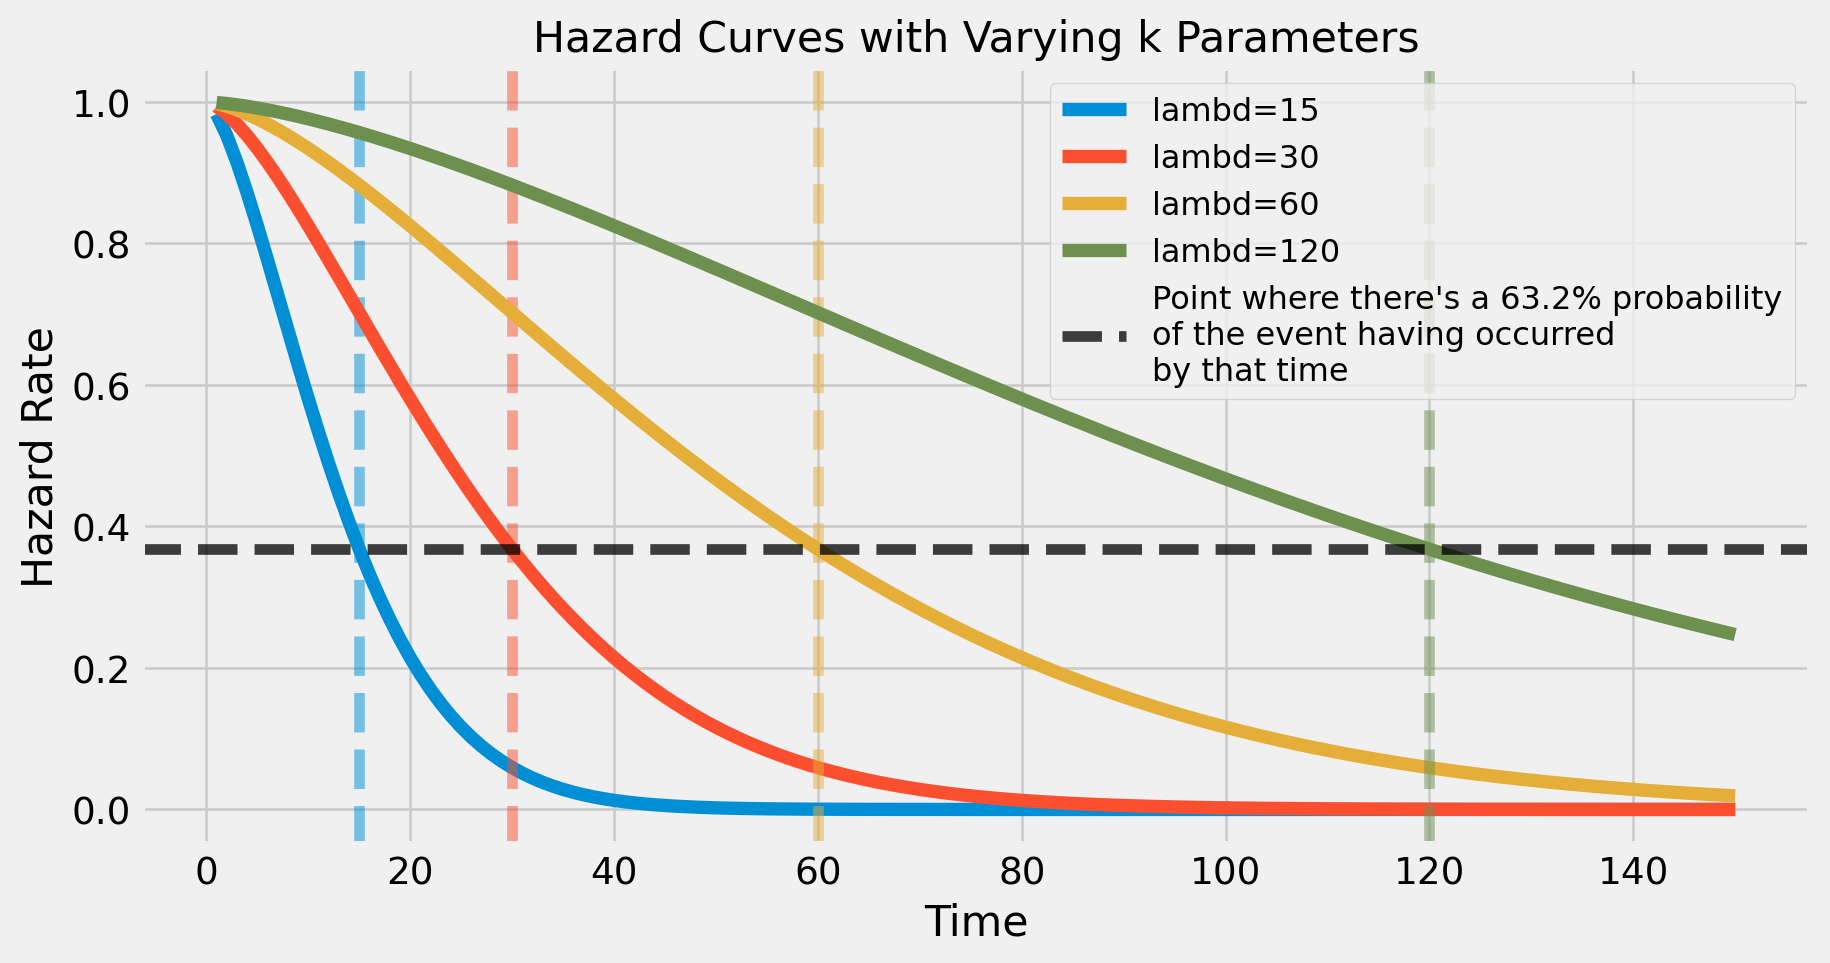 Hazard Curves with Varying k Parameters
1.0
0.8
0.6
0.4
0.2
0.0
Hazard Rate
lambd=15
lambd=30
lambd=60
lambd=120
Point where there's a 63.2% probability
of the event having occurred
by that time
0 20 40 60 80 100 120 140
Time